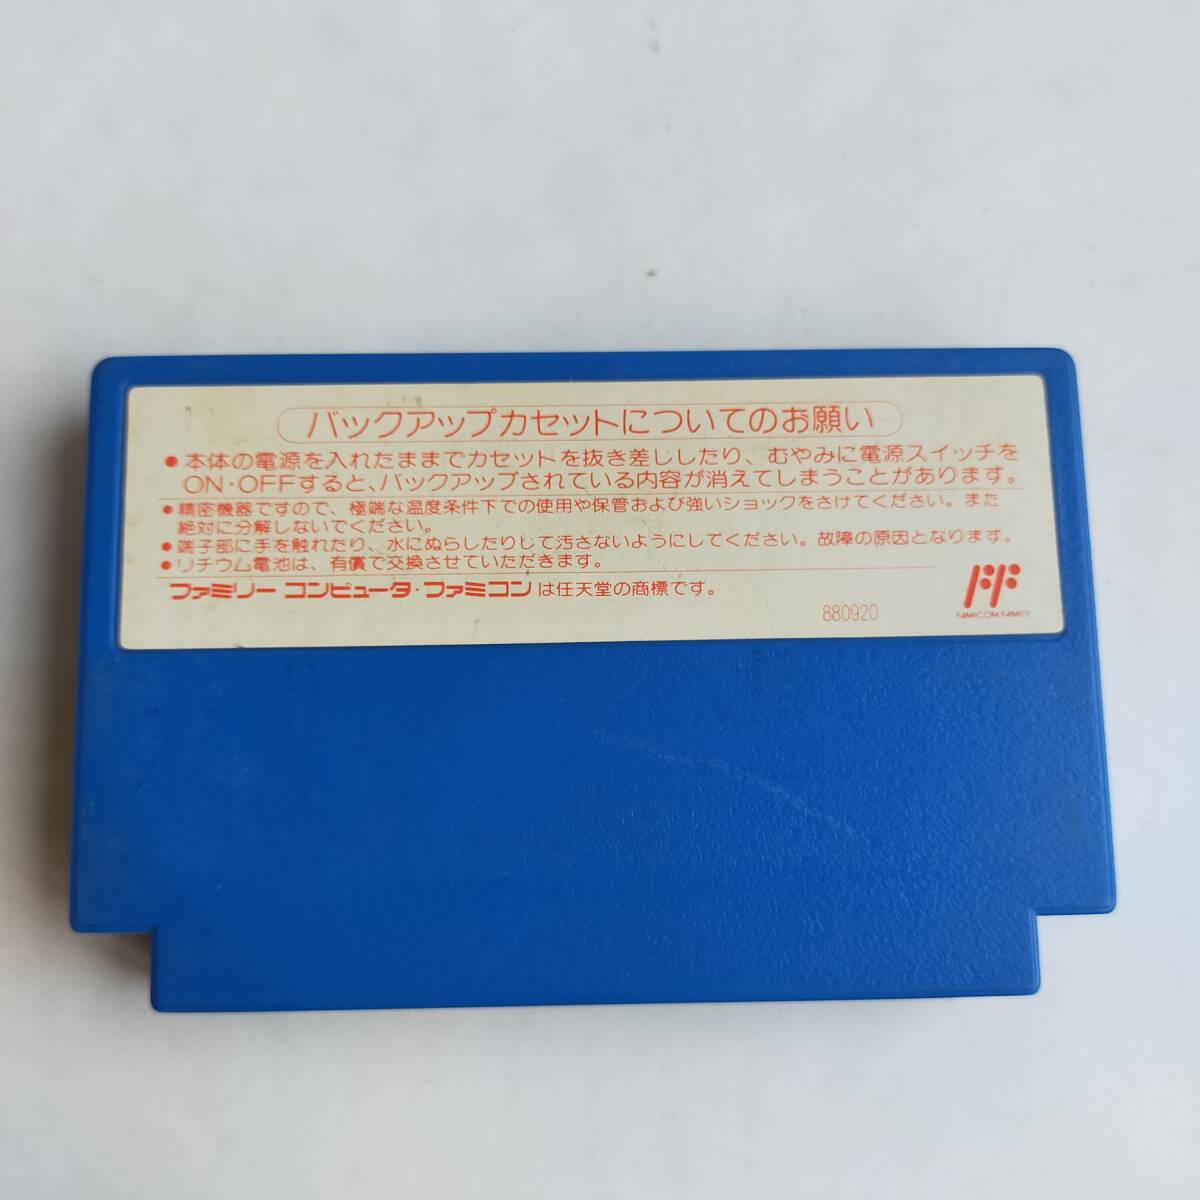 バックアップカセットについてのお願い
●本体の電源を入れたままでカセットを抜き差ししたり、むやみに電源スイッチを
ON・OFFすると、バックアップされている内容が消えてしまうことがあります。
●精密機器ですので、極端な温度条件下での使用や保管および強いショックをさけてください。また
絶対に分解しないでください。
●端子部に手を触れたり、水にぬらしたりして汚さないようにしてください。故障の原因となります。
●リチウム電池は、有償で交換させていただきます。
ファミリー コンピュータ・ファミコンは任天堂の商標です。
880920
FF
FAMICOM FAMILY